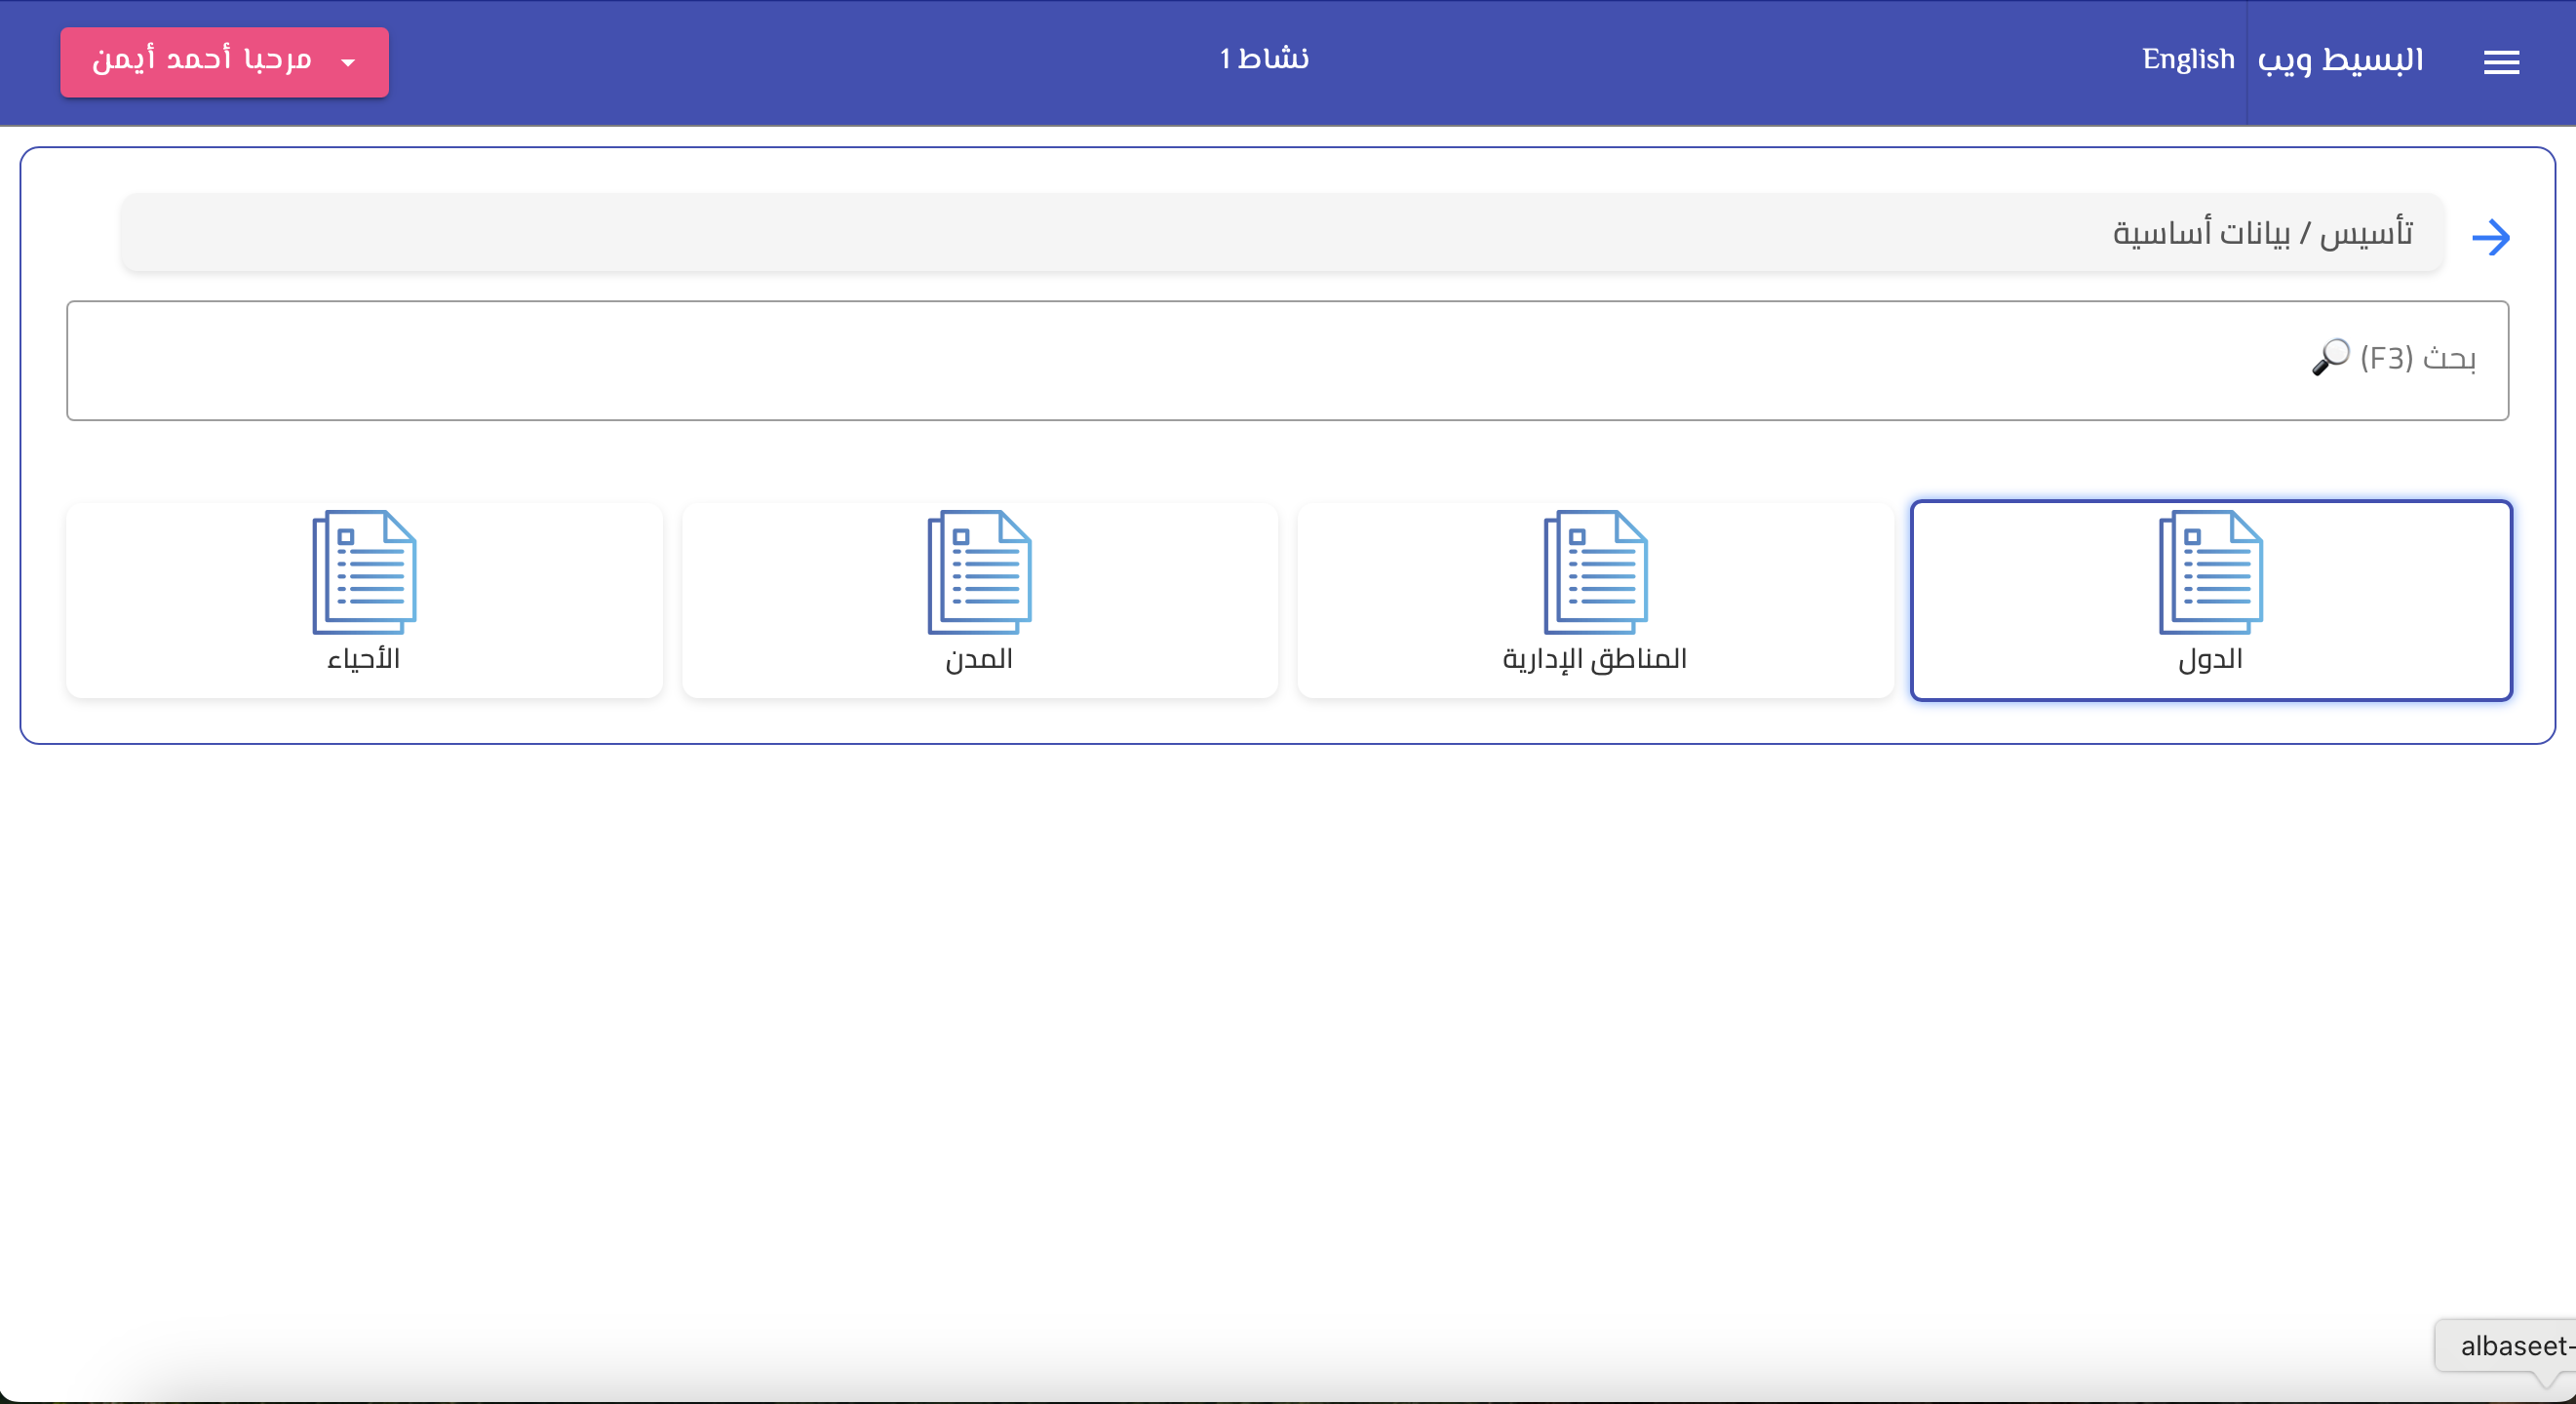 البسيط ويب English
نشاط 1
مرحبا أحمد أيمن
تأسيس / بيانات أساسية
بحث (F3)
الدول
المناطق الإدارية
المدن
الأحياء
albaseet-